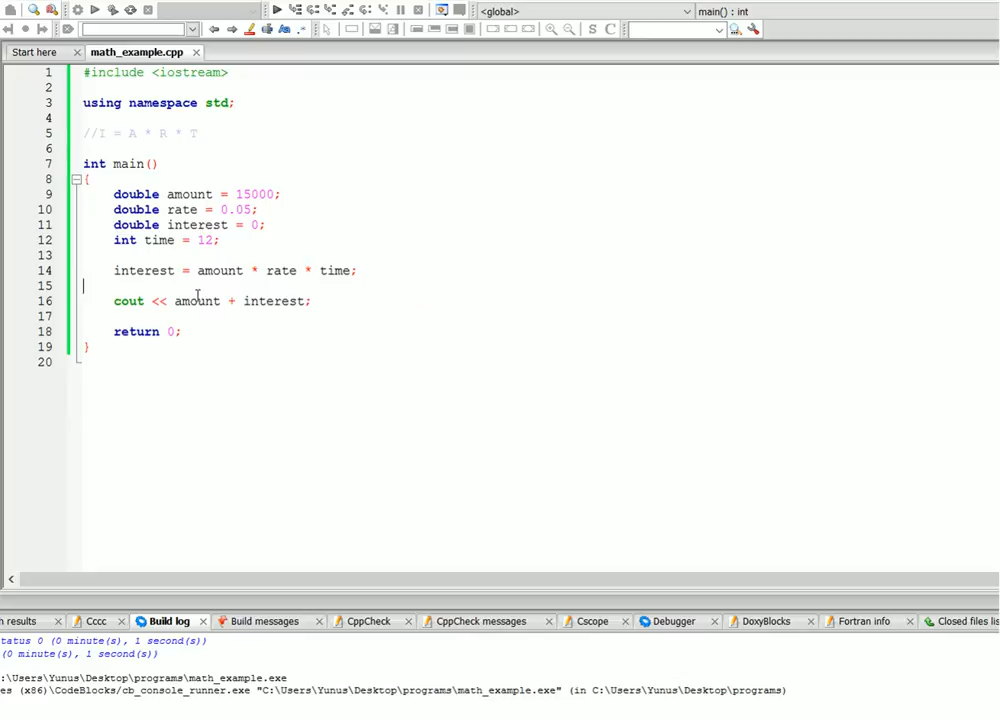 <global>
main() : int
Start here
math_example.cpp
1 #include <iostream>
2
3 using namespace std;
4
5 //I = A * R * T
6
7 int main()
8 {
9 double amount = 15000;
10 double rate = 0.05;
11 double interest = 0;
12 int time = 12;
13
14 interest = amount * rate * time;
15
16 cout << amount + interest;
17
18 return 0;
19 }
20
h results Cccc Build log Build messages CppCheck CppCheck messages Cscope Debugger DoxyBlocks Fortran info Closed files lis
tatus 0 (0 minute(s), 1 second(s))
(0 minute(s), 1 second(s))
:\Users\Yunus\Desktop\programs\math_example.exe
es (x86)\CodeBlocks/cb_console_runner.exe "C:\Users\Yunus\Desktop\programs\math_example.exe" (in C:\Users\Yunus\Desktop\programs)